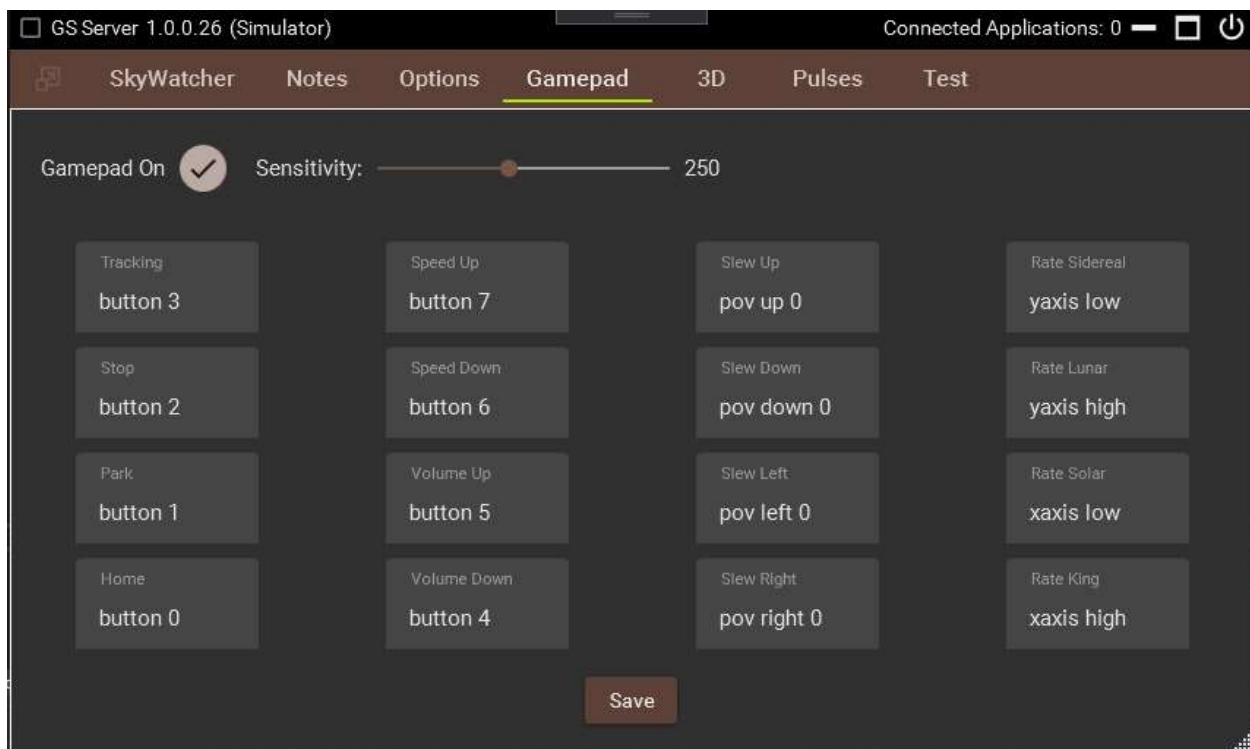 GS Server 1.0.0.26 (Simulator) Connected Applications: 0
SkyWatcher Notes Options Gamepad 3D Pulses Test
Gamepad On Sensitivity: 250
Tracking Speed Up Slew Up Rate Sidereal
button 3 button 7 pov up 0 yaxis low
Stop Speed Down Slew Down Rate Lunar
button 2 button 6 pov down 0 yaxis high
Park Volume Up Slew Left Rate Solar
button 1 button 5 pov left 0 xaxis low
Home Volume Down Slew Right Rate King
button 0 button 4 pov right 0 xaxis high
Save